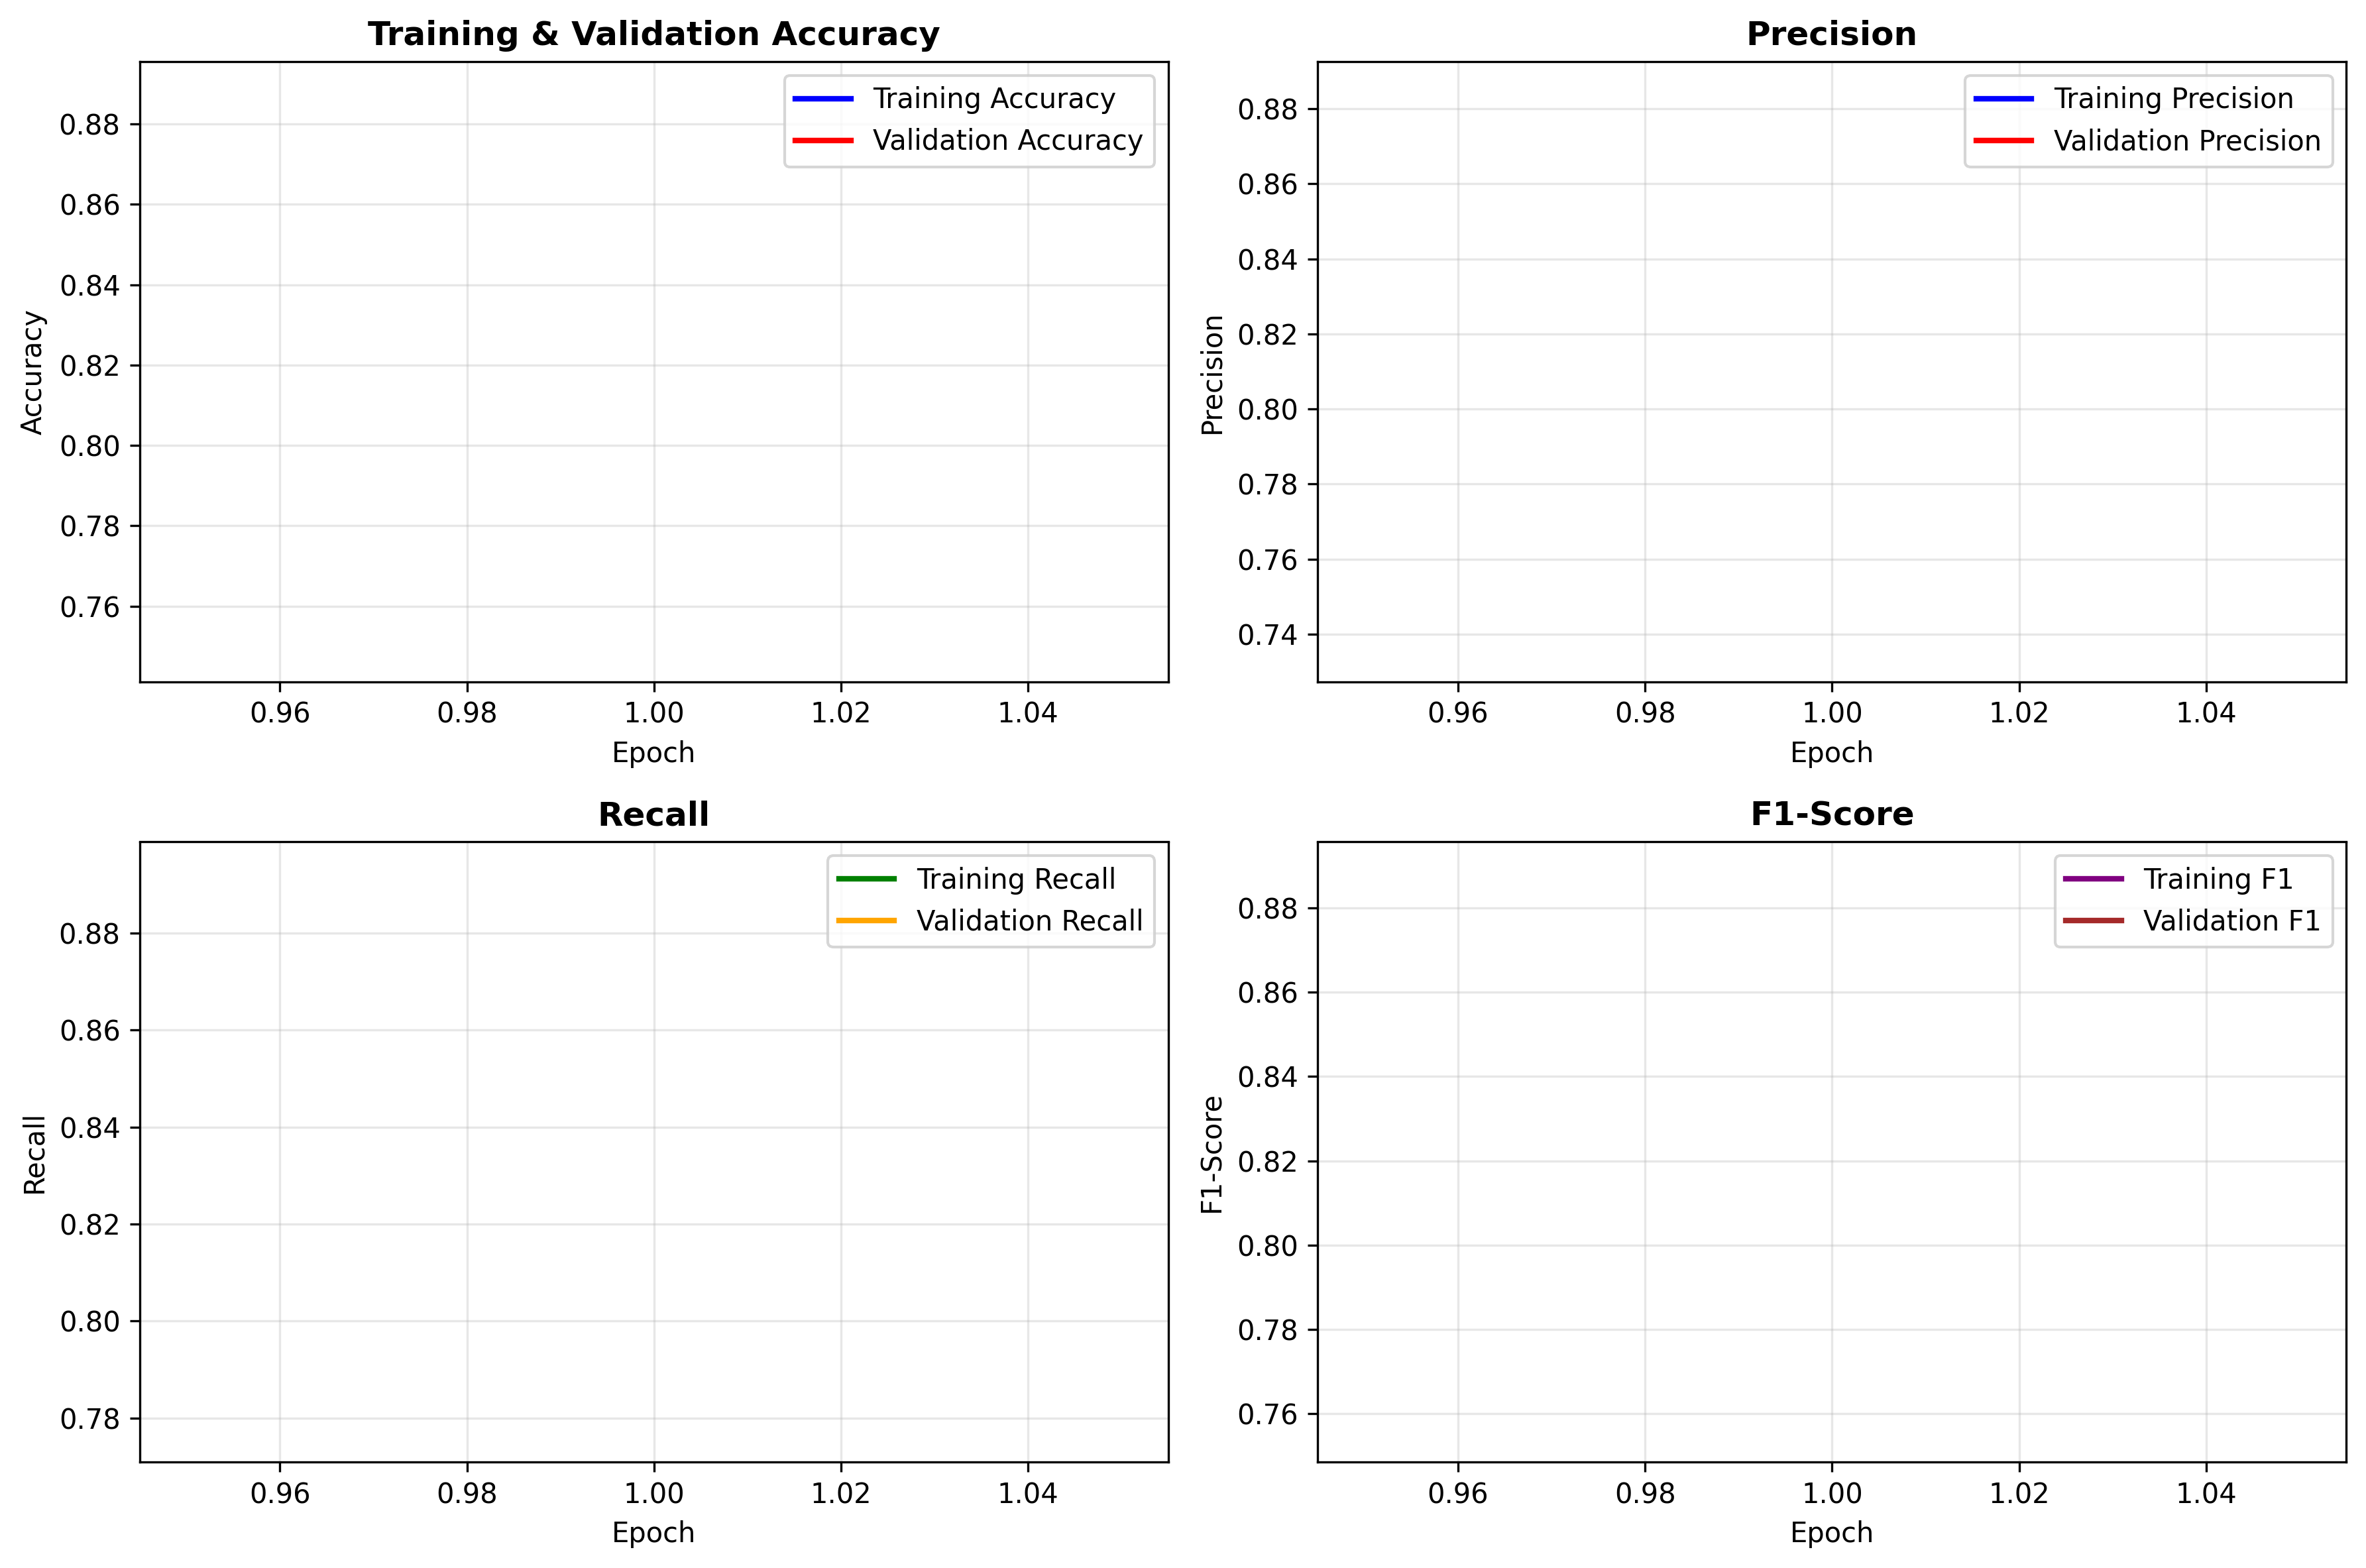 Training & Validation Accuracy
Training Accuracy
Validation Accuracy
0.88
0.86
0.84
0.82
0.80
0.78
0.76
Accuracy
0.96 0.98 1.00 1.02 1.04
Epoch
Precision
Training Precision
Validation Precision
0.88
0.86
0.84
0.82
0.80
0.78
0.76
0.74
Precision
0.96 0.98 1.00 1.02 1.04
Epoch
Recall
Training Recall
Validation Recall
0.88
0.86
0.84
0.82
0.80
0.78
Recall
0.96 0.98 1.00 1.02 1.04
Epoch
F1-Score
Training F1
Validation F1
0.88
0.86
0.84
0.82
0.80
0.78
0.76
F1-Score
0.96 0.98 1.00 1.02 1.04
Epoch